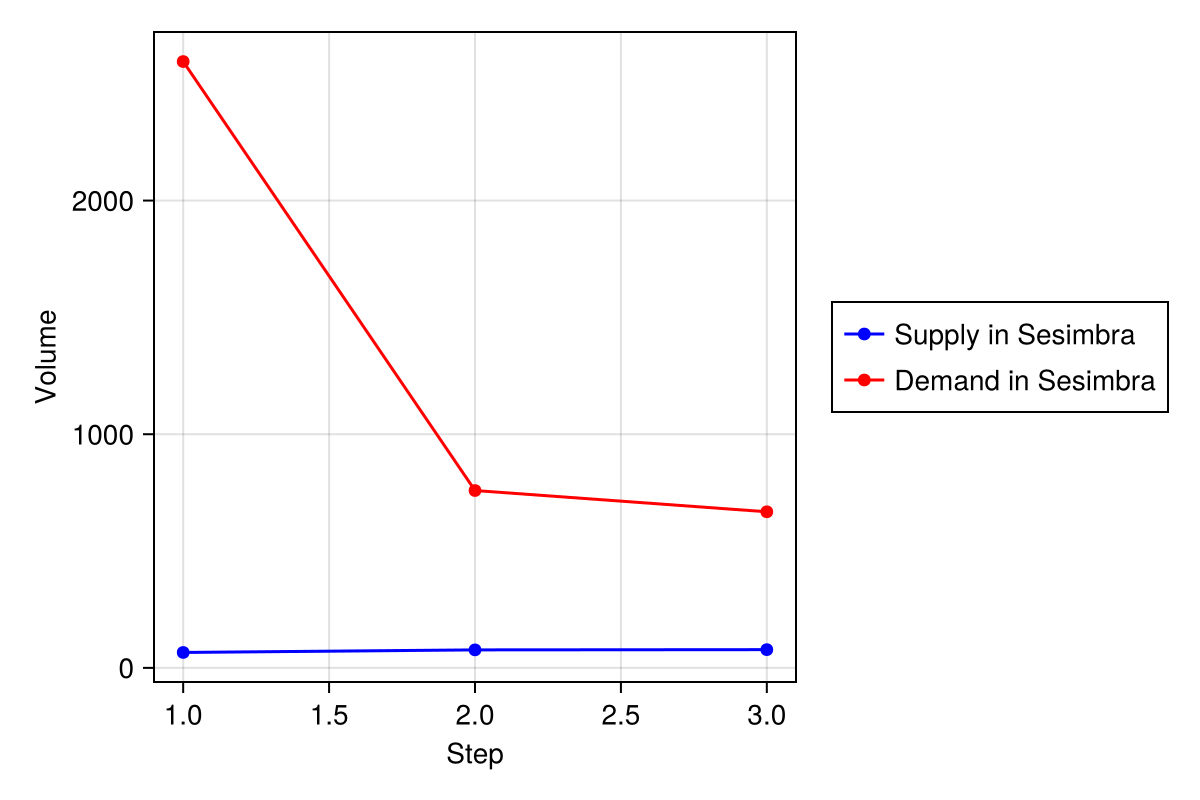 2000
1000
0
Volume
1.0 1.5 2.0 2.5 3.0
Step
Supply in Sesimbra
Demand in Sesimbra